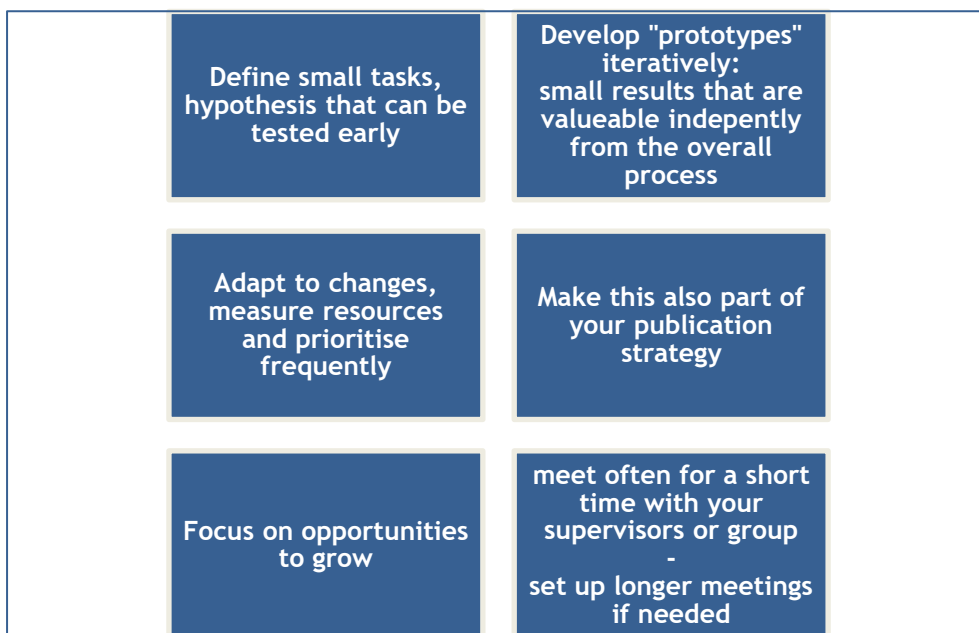 Define small tasks,
hypothesis that can be
tested early
Develop "prototypes"
iteratively:
small results that are
valueable indepently
from the overall
process
Adapt to changes,
measure resources
and prioritise
frequently
Make this also part of
your publication
strategy
Focus on opportunities
to grow
meet often for a short
time with your
supervisors or group
-
set up longer meetings
if needed